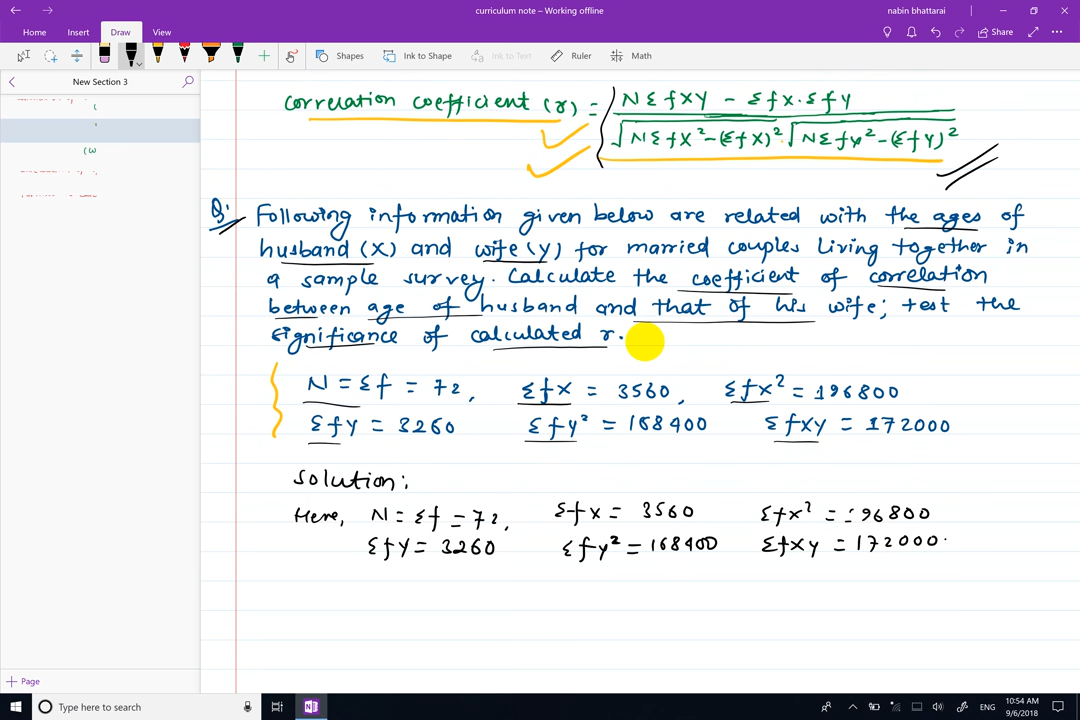 curriculum note – Working offline
nabin bhattarai
Home Insert Draw View
Share
Shapes Ink to Shape Ink to Text Ruler Math
New Section 3
Correlation coefficient (r) = NΣfXY - Σfx.Σfy
√NΣfX²-(Σfx)² √NΣfy²-(Σfy)²
Q: Following information given below are related with the ages of
husband (X) and wife (Y) for married couples living together in
a sample survey. Calculate the coefficient of correlation
between age of husband and that of his wife; test the
significance of calculated r.
N = Σf = 72, Σfx = 3560, Σfx² = 196800
Σfy = 3260 Σfy² = 168400 Σfxy = 172000
Solution:
Here, N = Σf = 72, Σfx = 3560 Σfx² = 196800
Σfy = 3260 Σfy² = 168400 Σfxy = 172000.
+ Page
Type here to search
ENG
10:54 AM
9/6/2018